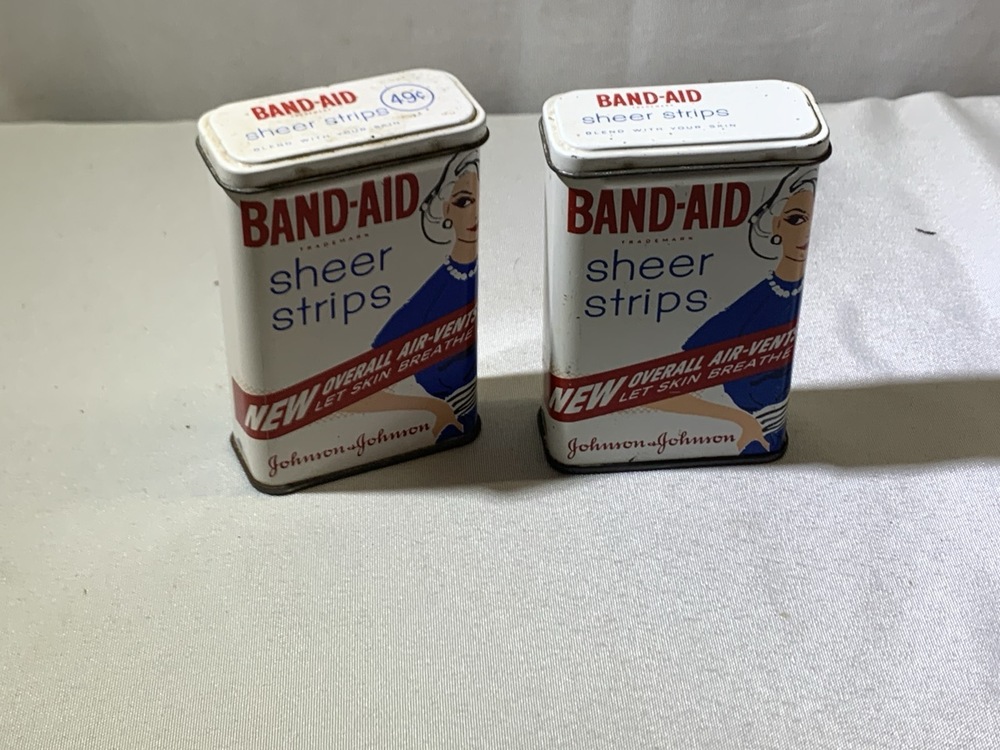 BAND-AID
sheer strips 49¢
BLEND WITH YOUR SKIN
BAND-AID
TRADEMARK
sheer
strips
NEW OVERALL AIR-VENTS
LET SKIN BREATHE
Johnson & Johnson
BAND-AID
sheer strips
BLEND WITH YOUR SKIN
BAND-AID
TRADEMARK
sheer
strips
NEW OVERALL AIR-VENTS
LET SKIN BREATHE
Johnson & Johnson